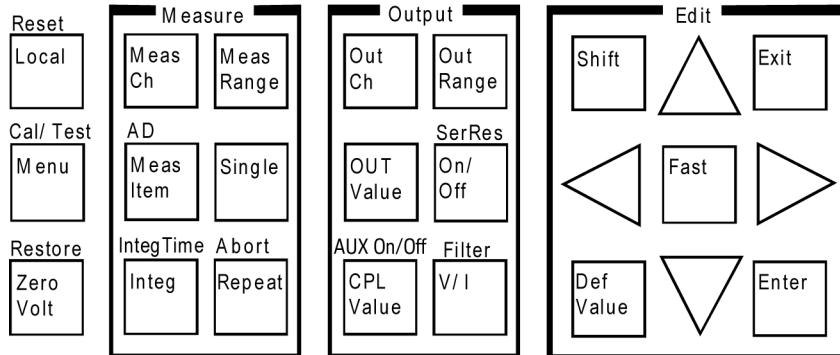 Measure
Output
Edit
Reset
Local
Meas
Ch
Meas
Range
Out
Ch
Out
Range
Shift
Exit
Cal/ Test
Menu
AD
Meas
Item
Single
OUT
Value
SerRes
On/
Off
Fast
Restore
Zero
Volt
IntegTime
Integ
Abort
Repeat
AUX On/Off
CPL
Value
Filter
V/ I
Def
Value
Enter